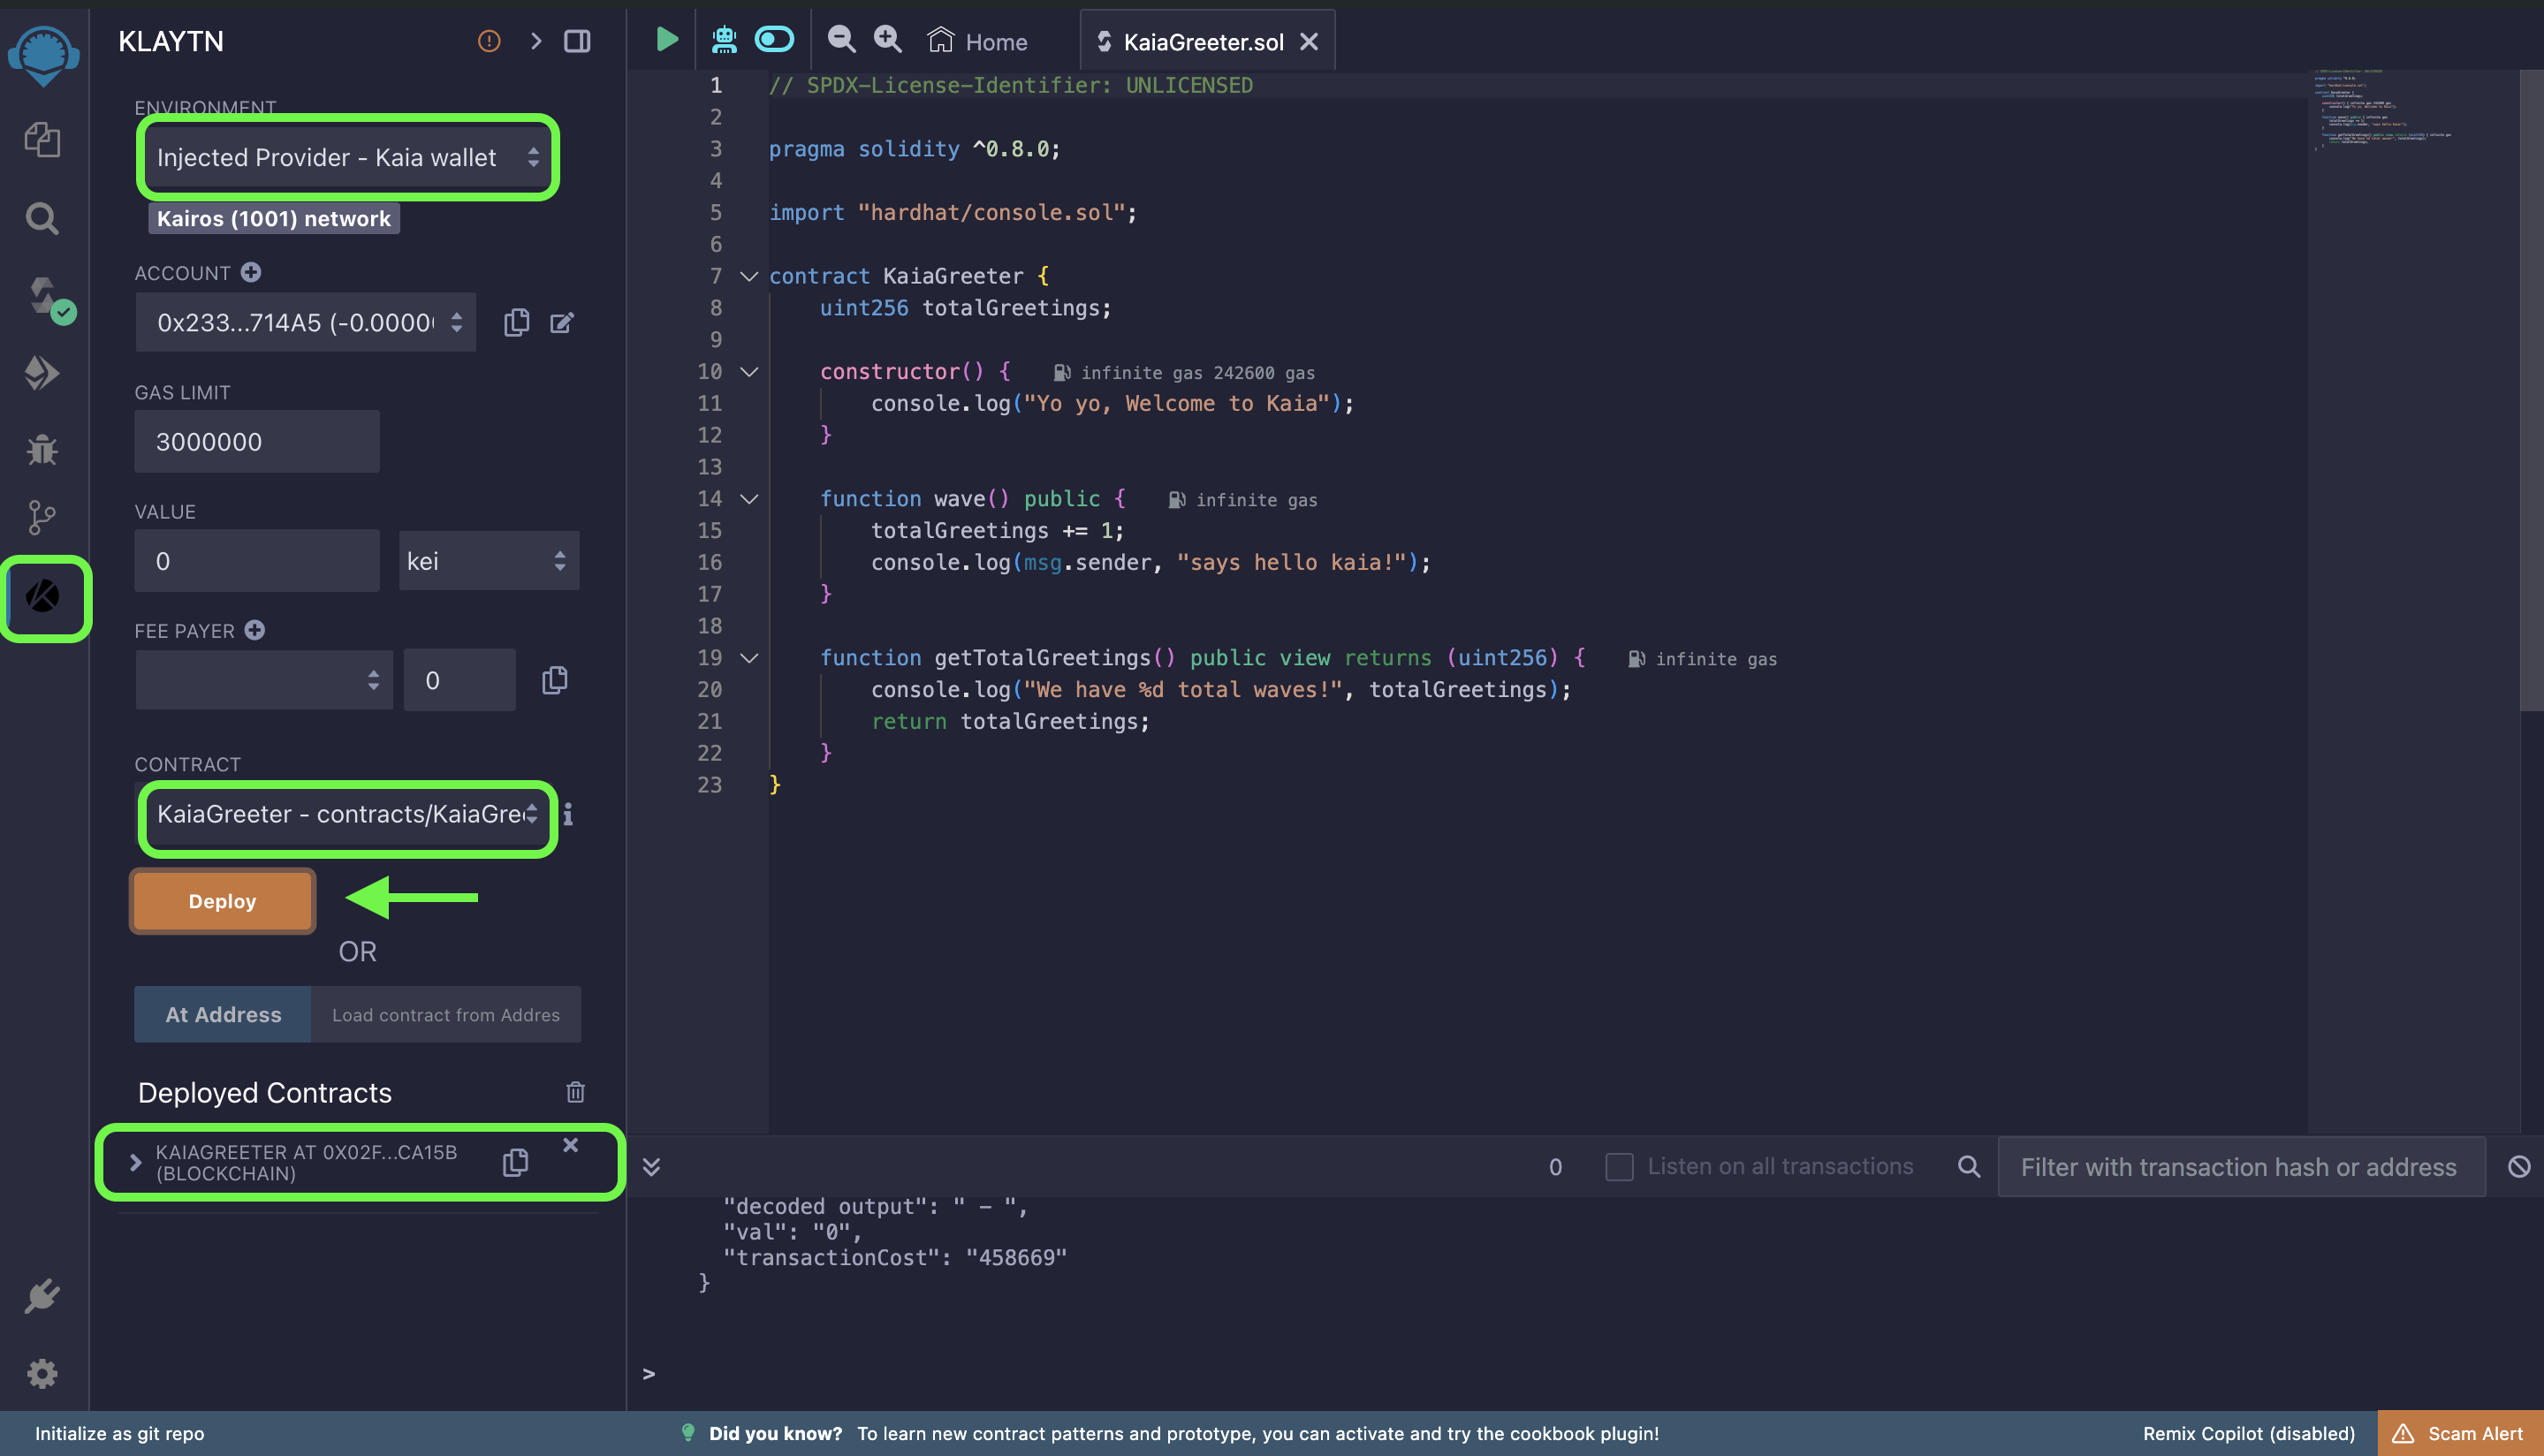 KLAYTN
ENVIRONMENT
Injected Provider - Kaia wallet
Kairos (1001) network
ACCOUNT
0x233...714A5 (-0.0000
GAS LIMIT
3000000
VALUE
0
kei
FEE PAYER
0
CONTRACT
KaiaGreeter - contracts/KaiaGree
Deploy
OR
At Address
Load contract from Addres
Deployed Contracts
KAIAGREETER AT 0X02F...CA15B
(BLOCKCHAIN)
Home
KaiaGreeter.sol
1 // SPDX-License-Identifier: UNLICENSED
2
3 pragma solidity ^0.8.0;
4
5 import "hardhat/console.sol";
6
7 contract KaiaGreeter {
8 uint256 totalGreetings;
9
10 constructor() { infinite gas 242600 gas
11 console.log("Yo yo, Welcome to Kaia");
12 }
13
14 function wave() public { infinite gas
15 totalGreetings += 1;
16 console.log(msg.sender, "says hello kaia!");
17 }
18
19 function getTotalGreetings() public view returns (uint256) { infinite gas
20 console.log("We have %d total waves!", totalGreetings);
21 return totalGreetings;
22 }
23 }
0
Listen on all transactions
Filter with transaction hash or address
"decoded output": " - ",
"val": "0",
"transactionCost": "458669"
}
>
Initialize as git repo
Did you know? To learn new contract patterns and prototype, you can activate and try the cookbook plugin!
Remix Copilot (disabled)
Scam Alert